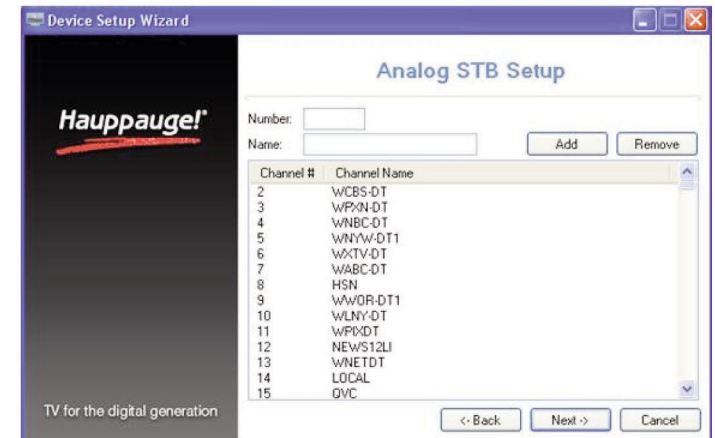 Device Setup Wizard
Analog STB Setup
Hauppauge!
Number:
Name:
Add
Remove
Channel # Channel Name
2 WCBS-DT
3 WPXN-DT
4 WNBC-DT
5 WNYW-DT1
6 WXTV-DT
7 WABC-DT
8 HSN
9 WWOR-DT1
10 WLNY-DT
11 WPIXDT
12 NEWS12LI
13 WNETDT
14 LOCAL
15 QVC
TV for the digital generation
<- Back Next -> Cancel